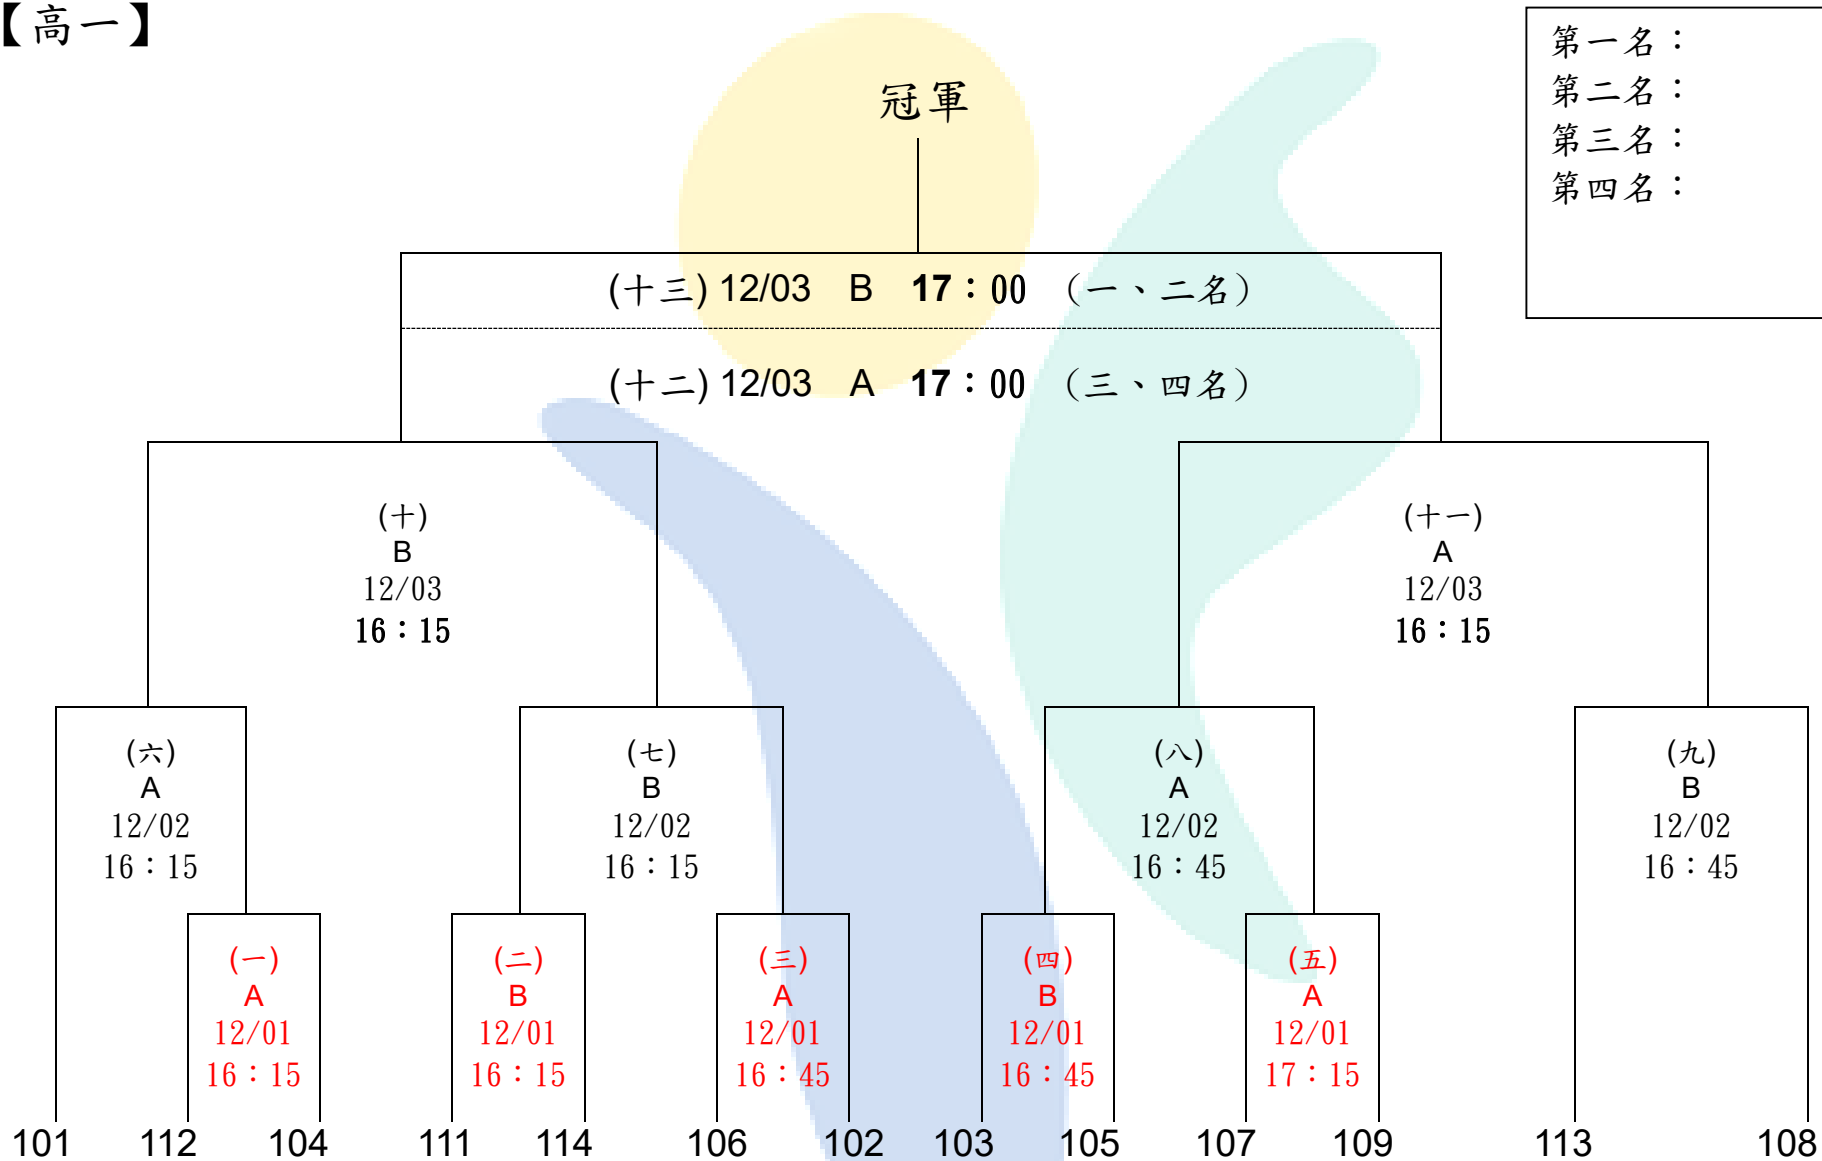 【高一】
第一名：
第二名：
第三名：
第四名：
冠軍
(十三) 12/03 B 17：00 （一、二名）
(十二) 12/03 A 17：00 （三、四名）
(十)
B
12/03
16：15
(十一)
A
12/03
16：15
(六)
A
12/02
16：15
(七)
B
12/02
16：15
(八)
A
12/02
16：45
(九)
B
12/02
16：45
(一)
A
12/01
16：15
(二)
B
12/01
16：15
(三)
A
12/01
16：45
(四)
B
12/01
16：45
(五)
A
12/01
17：15
101 112 104 111 114 106 102 103 105 107 109 113 108